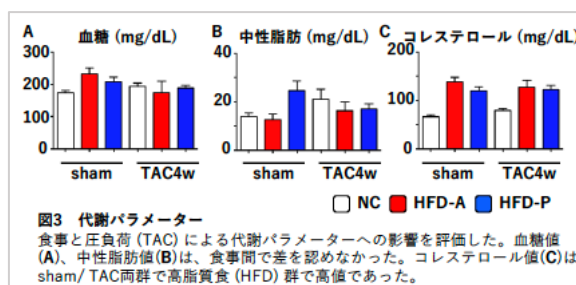 A 血糖 (mg/dL) B 中性脂肪 (mg/dL) C コレステロール (mg/dL)
300 40 200
200
20 100
100
0 0 0
sham TAC4w sham TAC4w sham TAC4w
NC HFD-A HFD-P
図3 代謝パラメーター
食事と圧負荷 (TAC) による代謝パラメーターへの影響を評価した。血糖値
(A)、中性脂肪値(B)は、食事間で差を認めなかった。コレステロール値(C)は
sham/ TAC両群で高脂質食 (HFD) 群で高値であった。